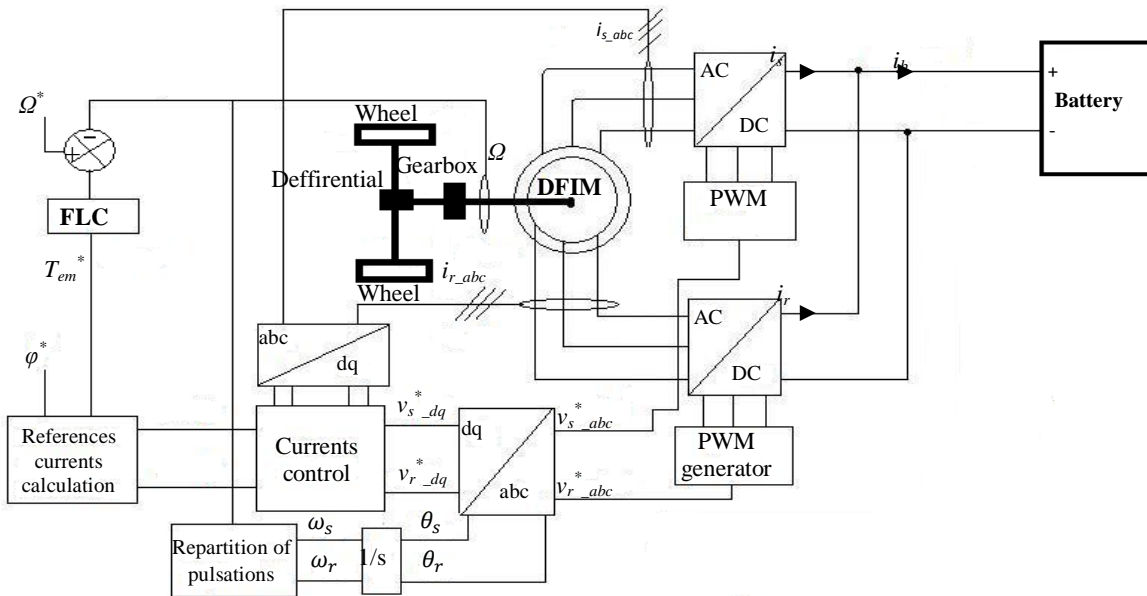 i_s_abc
AC
DC
i_s
i_b
+
Battery
-
Ω*
-
+
Wheel
Ω
Gearbox
Deffirential
DFIM
PWM
FLC
T_em*
Wheel
i_r_abc
AC
DC
i_r
abc
dq
φ*
References
currents
calculation
Currents
control
v_s*_dq
v_r*_dq
dq
abc
v_s*_abc
v_r*_abc
PWM
generator
Repartition of
pulsations
ω_s
ω_r
1/s
θ_s
θ_r